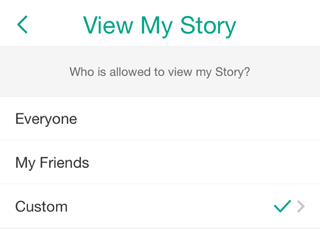 View My Story
Who is allowed to view my Story?
Everyone
My Friends
Custom